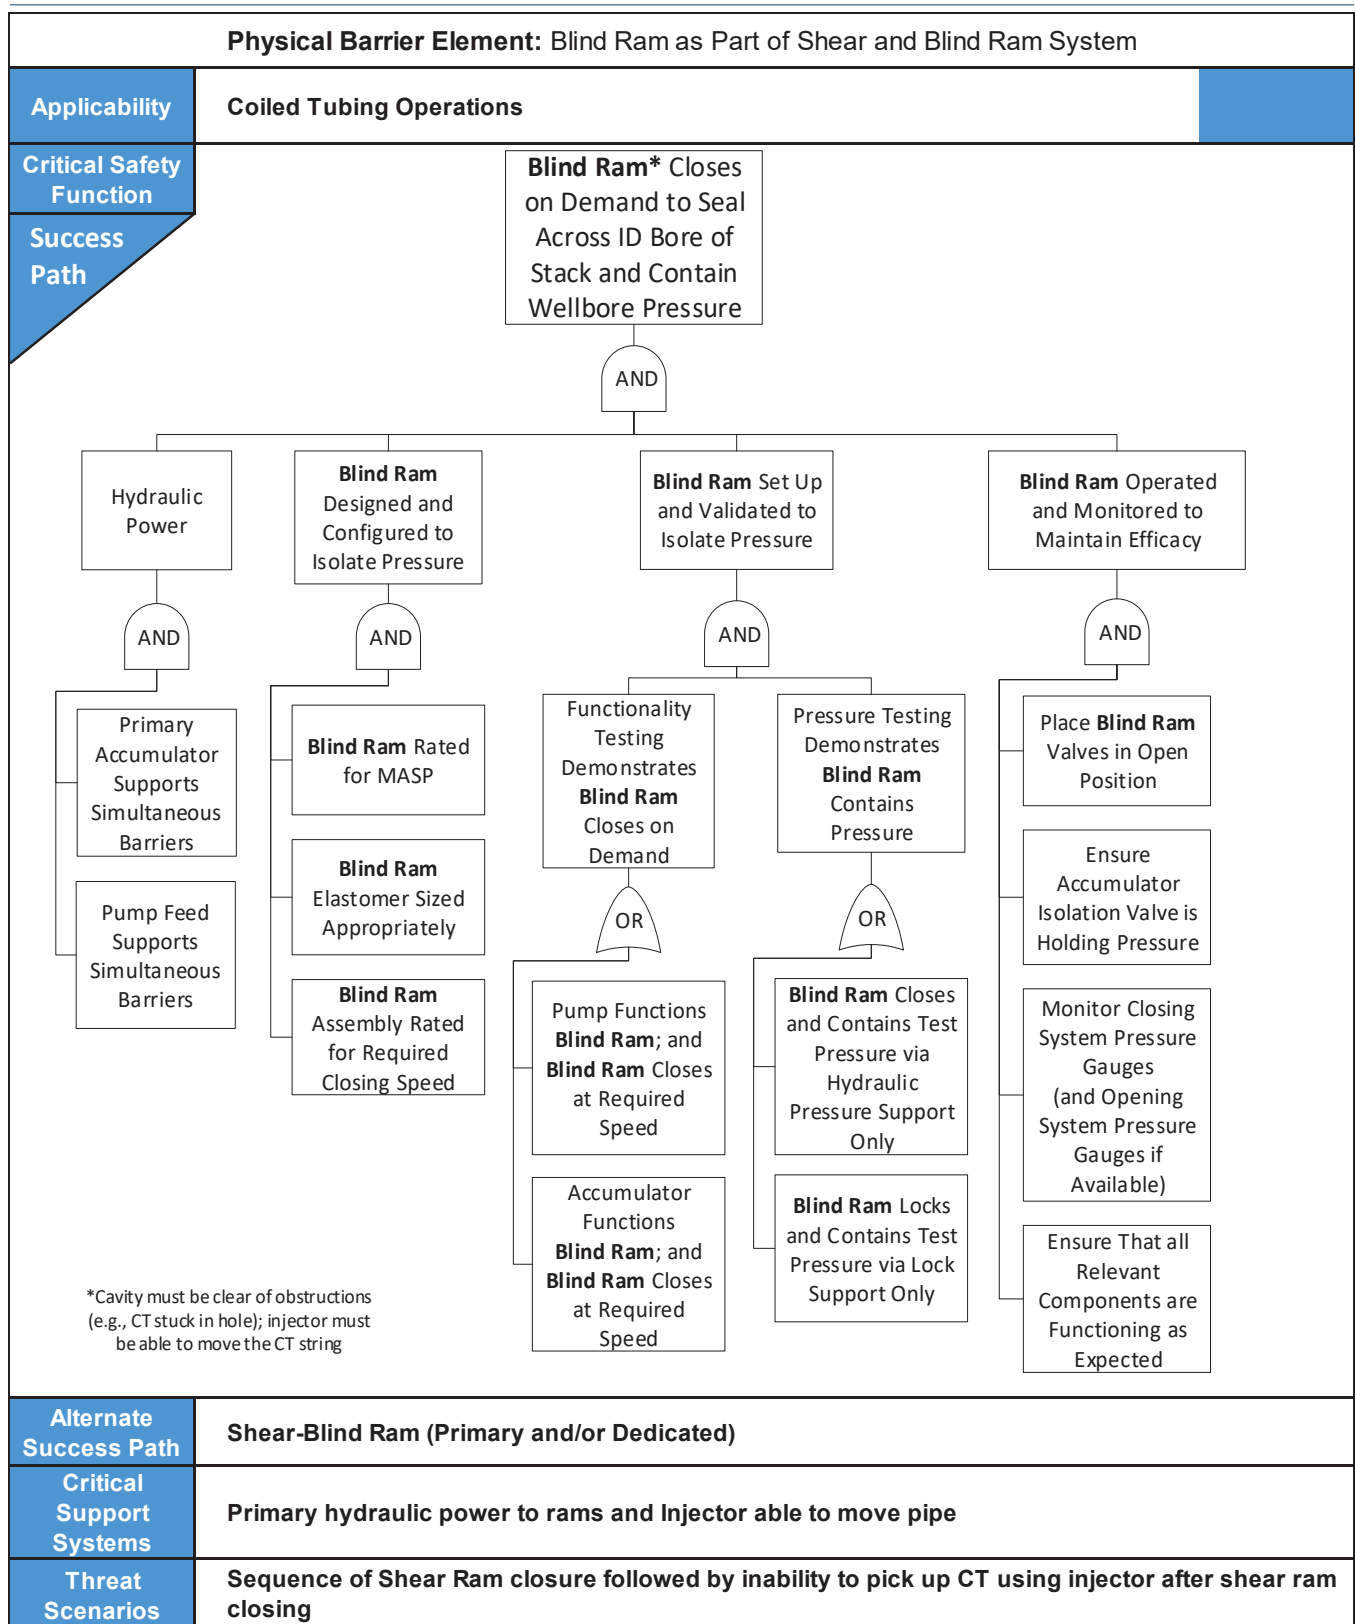 Physical Barrier Element: Blind Ram as Part of Shear and Blind Ram System
Applicability
Coiled Tubing Operations
Critical Safety
Function
Success
Path
Blind Ram* Closes
on Demand to Seal
Across ID Bore of
Stack and Contain
Wellbore Pressure
AND
Hydraulic
Power
Blind Ram
Designed and
Configured to
Isolate Pressure
Blind Ram Set Up
and Validated to
Isolate Pressure
Blind Ram Operated
and Monitored to
Maintain Efficacy
AND
AND
AND
AND
Primary
Accumulator
Supports
Simultaneous
Barriers
Pump Feed
Supports
Simultaneous
Barriers
Blind Ram Rated
for MASP
Blind Ram
Elastomer Sized
Appropriately
Blind Ram
Assembly Rated
for Required
Closing Speed
Functionality
Testing
Demonstrates
Blind Ram
Closes on
Demand
OR
Pump Functions
Blind Ram; and
Blind Ram Closes
at Required
Speed
Accumulator
Functions
Blind Ram; and
Blind Ram Closes
at Required
Speed
Pressure Testing
Demonstrates
Blind Ram
Contains
Pressure
OR
Blind Ram Closes
and Contains Test
Pressure via
Hydraulic
Pressure Support
Only
Blind Ram Locks
and Contains Test
Pressure via Lock
Support Only
Place Blind Ram
Valves in Open
Position
Ensure
Accumulator
Isolation Valve is
Holding Pressure
Monitor Closing
System Pressure
Gauges
(and Opening
System Pressure
Gauges if
Available)
Ensure That all
Relevant
Components are
Functioning as
Expected
*Cavity must be clear of obstructions
(e.g., CT stuck in hole); injector must
be able to move the CT string
Alternate
Success Path
Shear-Blind Ram (Primary and/or Dedicated)
Critical
Support
Systems
Primary hydraulic power to rams and Injector able to move pipe
Threat
Scenarios
Sequence of Shear Ram closure followed by inability to pick up CT using injector after shear ram
closing